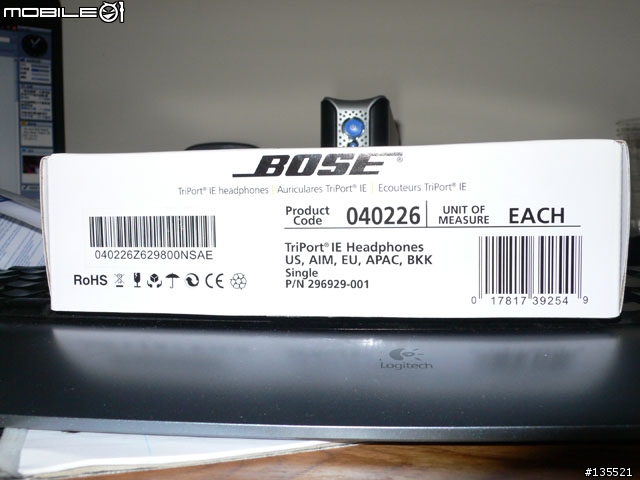 MOBILE01
BOSE®
TriPort® IE headphones | Auriculares TriPort® IE | Ecouteurs TriPort® IE
Product Code 040226 | UNIT OF MEASURE EACH
040226Z629800NSAE
TriPort® IE Headphones
US, AIM, EU, APAC, BKK
Single
P/N 296929-001
RoHS CE
0 17817 39254 9
Logitech
#135521